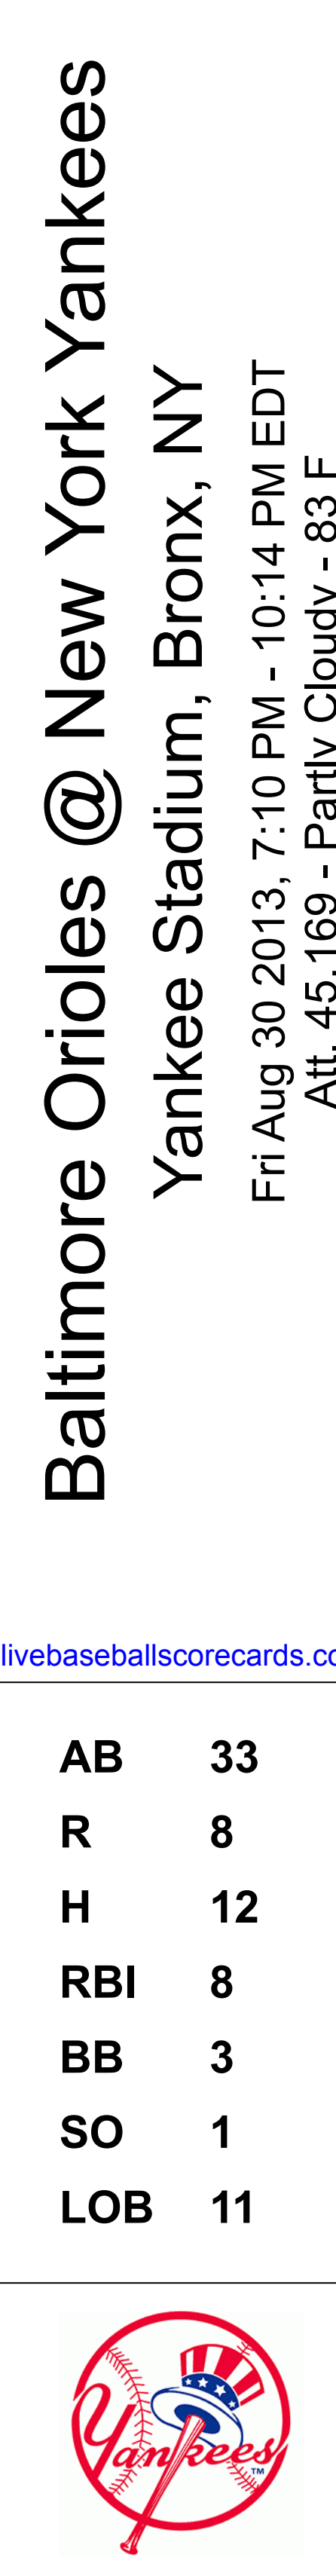 Baltimore Orioles @ New York Yankees
Yankee Stadium, Bronx, NY
Fri Aug 30 2013, 7:10 PM - 10:14 PM EDT
Att. 45,169 - Partly Cloudy - 83 F
livebaseballscorecards.co
AB 33
R 8
H 12
RBI 8
BB 3
SO 1
LOB 11
Yankees TM